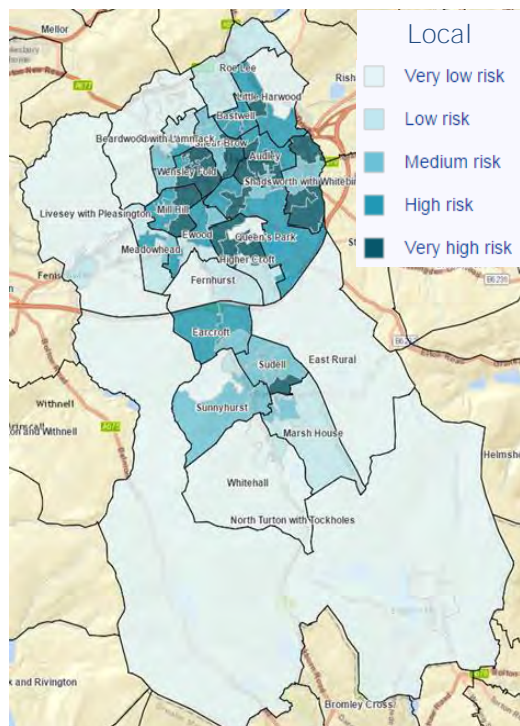 Mellor
Local
Very low risk
Low risk
Medium risk
High risk
Very high risk
Roe Lee
Little Harwood
Bastwell
Beardwood with Lammack
Audley
Wensley Fold
Shadsworth with Whitebirk
Livesey with Pleasington
Mill Hill
Ewood
Queen's Park
Meadowhead
Higher Croft
Fernhurst
Earcroft
East Rural
Sudell
Sunnyhurst
Withnell
Marsh House
Whitehall
North Turton with Tockholes
k and Rivington
Bromley Cross